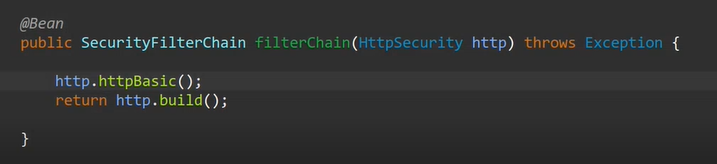 @Bean
public SecurityFilterChain filterChain(HttpSecurity http) throws Exception {
http.httpBasic();
return http.build();
}